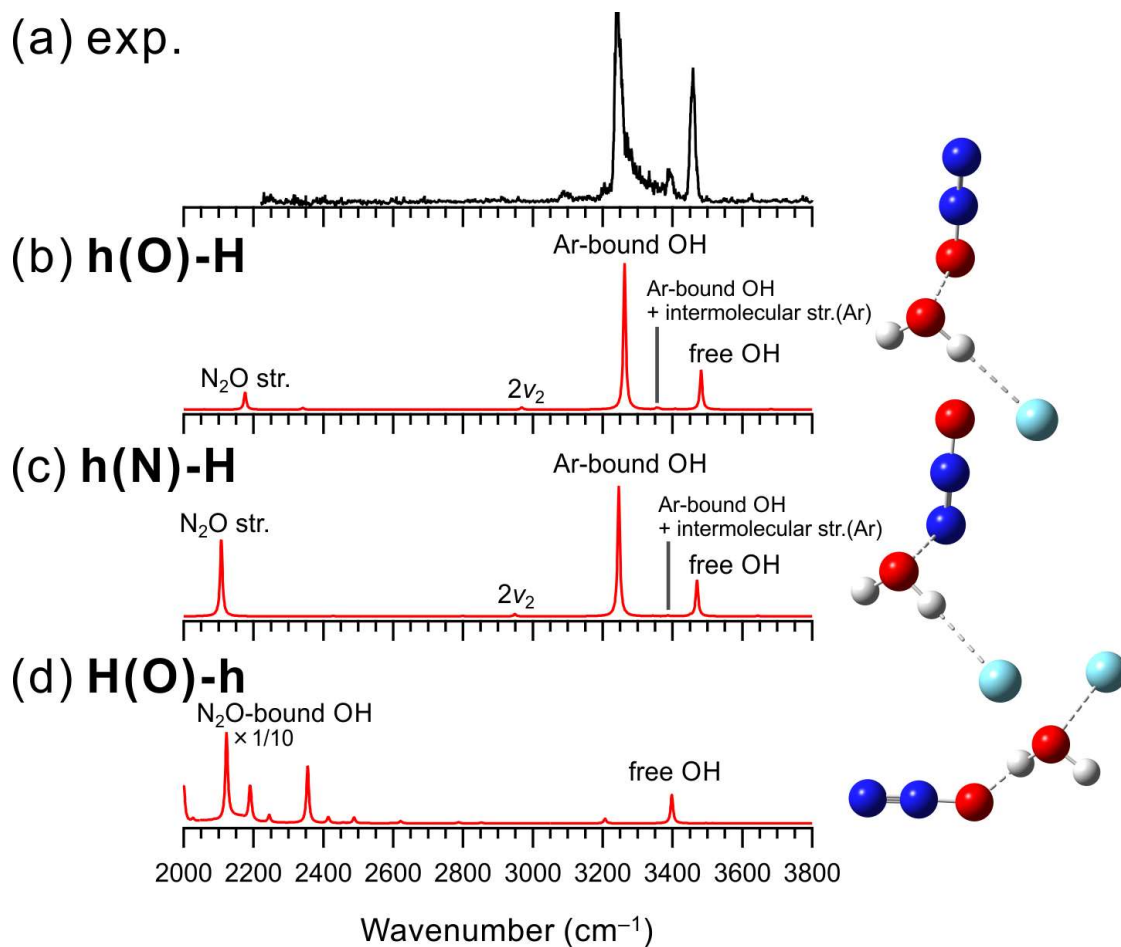 (a) exp.
(b) h(O)-H
Ar-bound OH
Ar-bound OH
+ intermolecular str.(Ar)
free OH
N₂O str.
2ν₂
(c) h(N)-H
Ar-bound OH
Ar-bound OH
+ intermolecular str.(Ar)
N₂O str.
free OH
2ν₂
(d) H(O)-h
N₂O-bound OH
× 1/10
free OH
2000 2200 2400 2600 2800 3000 3200 3400 3600 3800
Wavenumber (cm⁻¹)